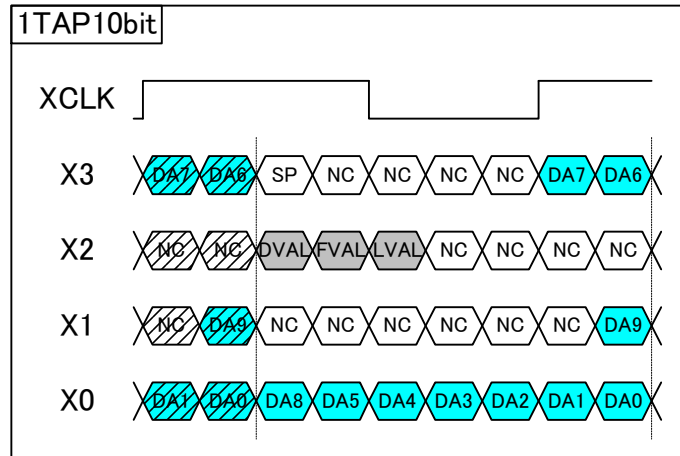 1TAP10bit
XCLK
X3 DA7 DA6 SP NC NC NC NC DA7 DA6
X2 NC NC DVAL FVAL LVAL NC NC NC NC
X1 NC DA9 NC NC NC NC NC NC DA9
X0 DA1 DA0 DA8 DA5 DA4 DA3 DA2 DA1 DA0